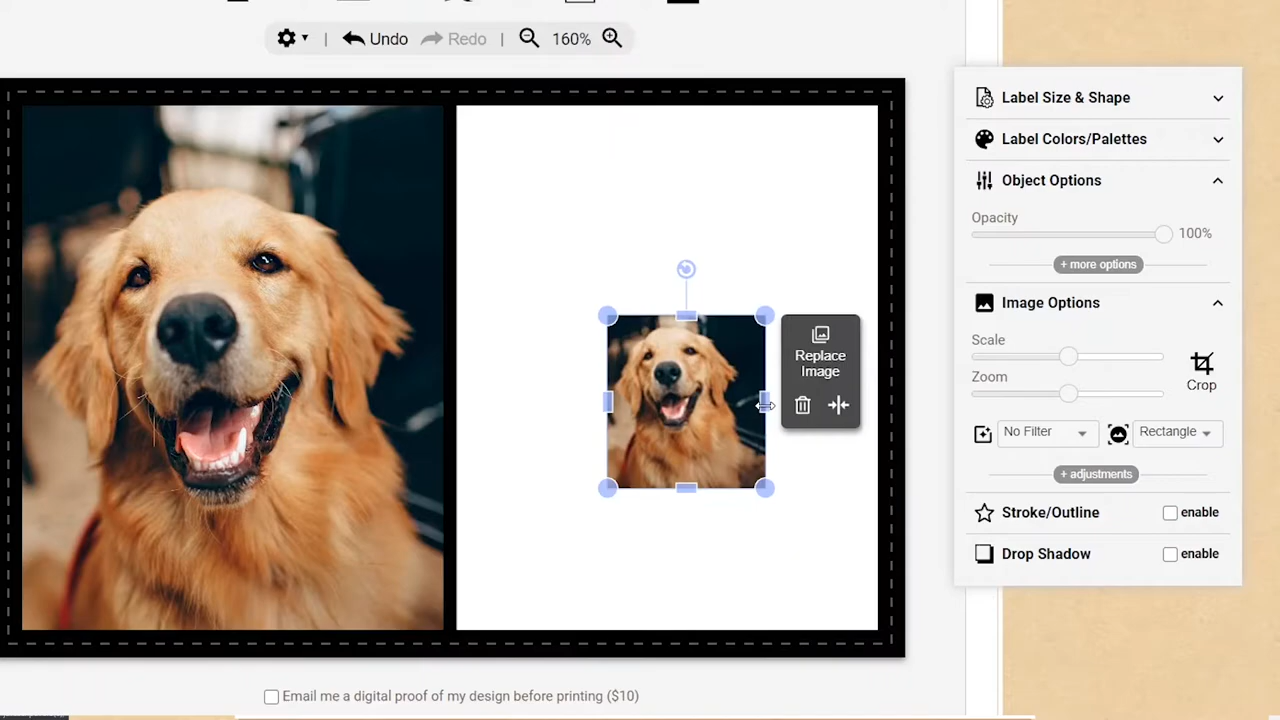 Undo
Redo
160%
Label Size & Shape
Label Colors/Palettes
Object Options
Opacity
100%
+ more options
Image Options
Scale
Zoom
Crop
No Filter
Rectangle
+ adjustments
Stroke/Outline
enable
Drop Shadow
enable
Replace
Image
Email me a digital proof of my design before printing ($10)